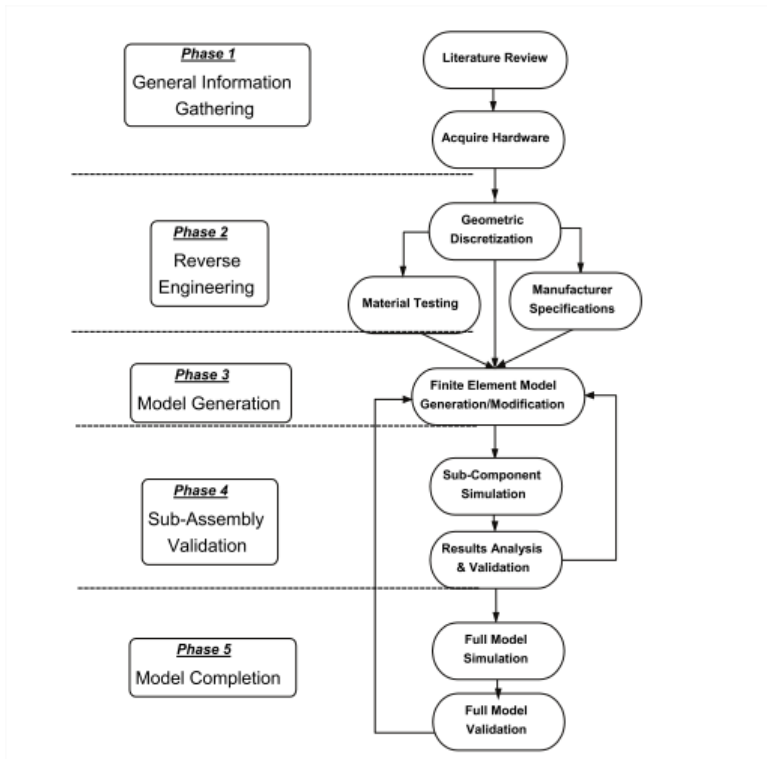 Phase 1
General Information
Gathering
Literature Review
Acquire Hardware
Phase 2
Reverse
Engineering
Geometric
Discretization
Material Testing
Manufacturer
Specifications
Phase 3
Model Generation
Finite Element Model
Generation/Modification
Phase 4
Sub-Assembly
Validation
Sub-Component
Simulation
Results Analysis
& Validation
Phase 5
Model Completion
Full Model
Simulation
Full Model
Validation